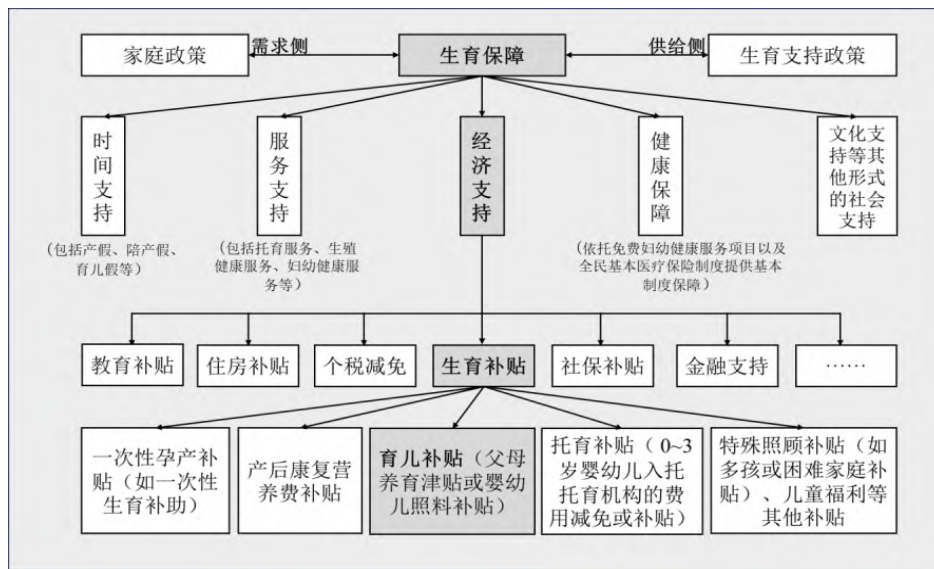 家庭政策
需求侧
生育保障
供给侧
生育支持政策
时
间
支
持
(包括产假、陪产假、
育儿假等)
服
务
支
持
(包括托育服务、生殖
健康服务、妇幼健康服
务等)
经
济
支
持
健
康
保
障
(依托免费妇幼健康服务项目以及
全民基本医疗保险制度提供基本
制度保障)
文化支
持等其
他形式
的社会
支持
教育补贴
住房补贴
个税减免
生育补贴
社保补贴
金融支持
……
一次性孕产补
贴(如一次性
生育补助)
产后康复营
养费补贴
育儿补贴(父母
养育津贴或婴幼
儿照料补贴)
托育补贴(0~3
岁婴幼儿入托
托育机构的费
用减免或补贴)
特殊照顾补贴(如
多孩或困难家庭补
贴)、儿童福利等
其他补贴